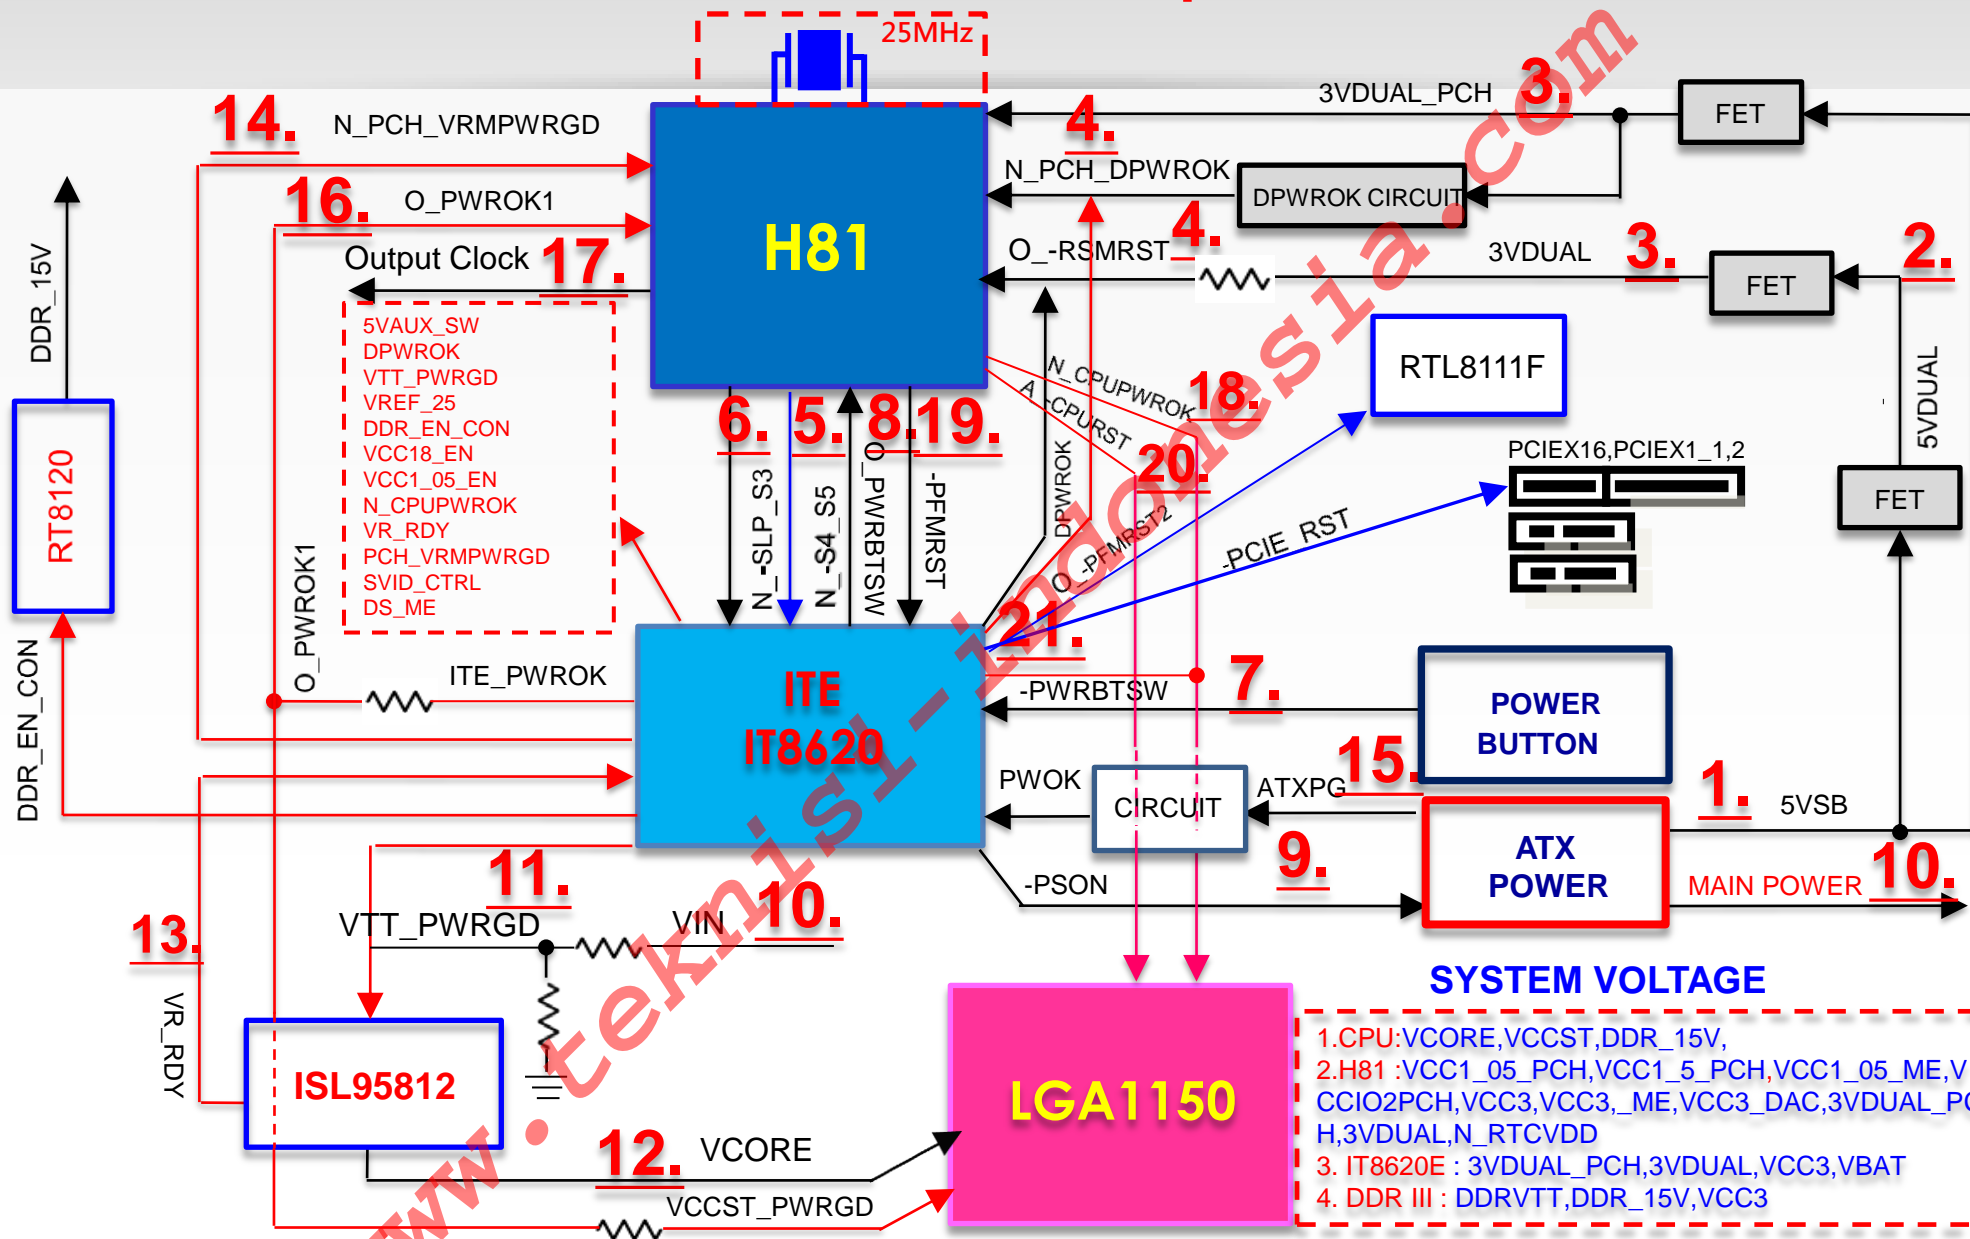 25MHz
14.
N_PCH_VRMPWRGD
16.
O_PWROK1
Output Clock
17.
H81
3VDUAL_PCH
3.
FET
4.
N_PCH_DPWROK
DPWROK CIRCUIT
O_-RSMRST
4.
3VDUAL
3.
FET
2.
5VDUAL
FET
DDR_15V
RT8120
DDR_EN_CON
5VAUX_SW
DPWROK
VTT_PWRGD
VREF_25
DDR_EN_CON
VCC18_EN
VCC1_05_EN
N_CPUPWROK
VR_RDY
PCH_VRMPWRGD
SVID_CTRL
DS_ME
6.
5.
8.
19.
N_-SLP_S3
N_-S4_S5
O_PWRBTSW
-PFMRST
N_CPUPWROK
18.
A_-CPURST
20.
DPWROK
O_-PFMRST2
-PCIE_RST
RTL8111F
PCIEX16,PCIEX1_1,2
21.
O_PWROK1
ITE_PWROK
ITE
IT8620
-PWRBTSW
7.
POWER
BUTTON
PWOK
CIRCUIT
ATXPG
15.
ATX
POWER
1.
5VSB
-PSON
9.
MAIN POWER
10.
11.
VTT_PWRGD
VIN
10.
13.
VR_RDY
ISL95812
12.
VCORE
VCCST_PWRGD
LGA1150
SYSTEM VOLTAGE
1.CPU:VCORE,VCCST,DDR_15V,
2.H81 :VCC1_05_PCH,VCC1_5_PCH,VCC1_05_ME,V
CCIO2PCH,VCC3,VCC3,_ME,VCC3_DAC,3VDUAL_PC
H,3VDUAL,N_RTCVDD
3. IT8620E : 3VDUAL_PCH,3VDUAL,VCC3,VBAT
4. DDR III : DDRVTT,DDR_15V,VCC3
www.teknisi-indonesia.com